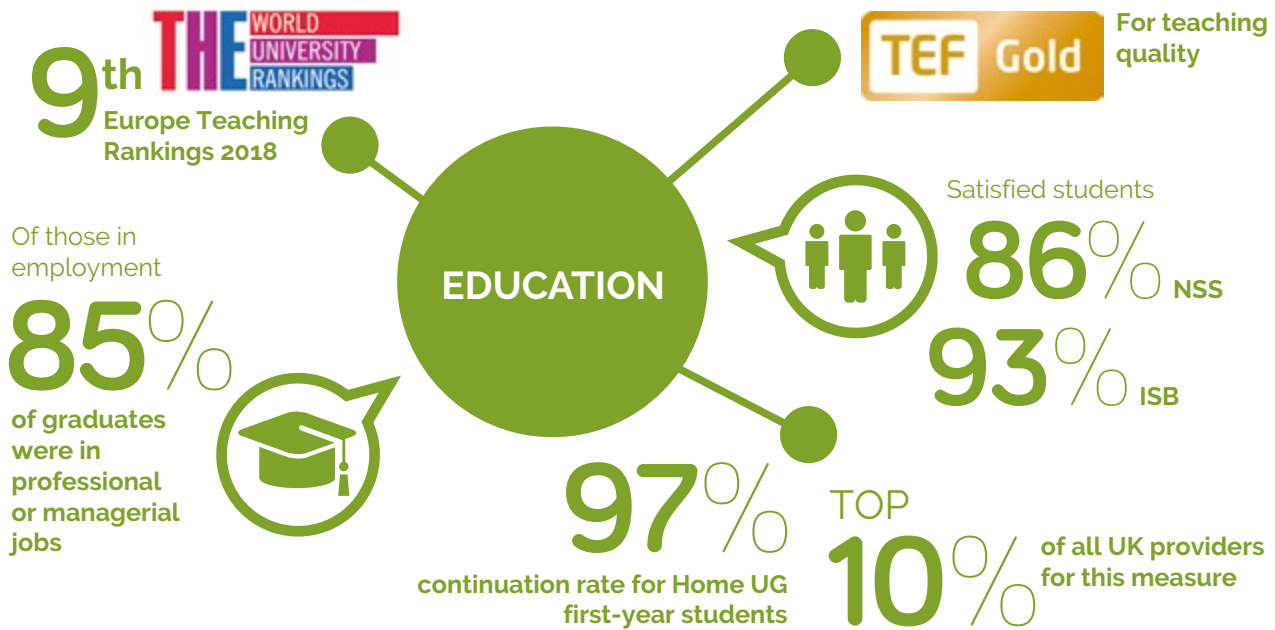 9th
THE
WORLD
UNIVERSITY
RANKINGS
Europe Teaching
Rankings 2018
TEF Gold
For teaching
quality
EDUCATION
Satisfied students
86% NSS
93% ISB
Of those in
employment
85%
of graduates
were in
professional
or managerial
jobs
97%
continuation rate for Home UG
first-year students
TOP
10%
of all UK providers
for this measure